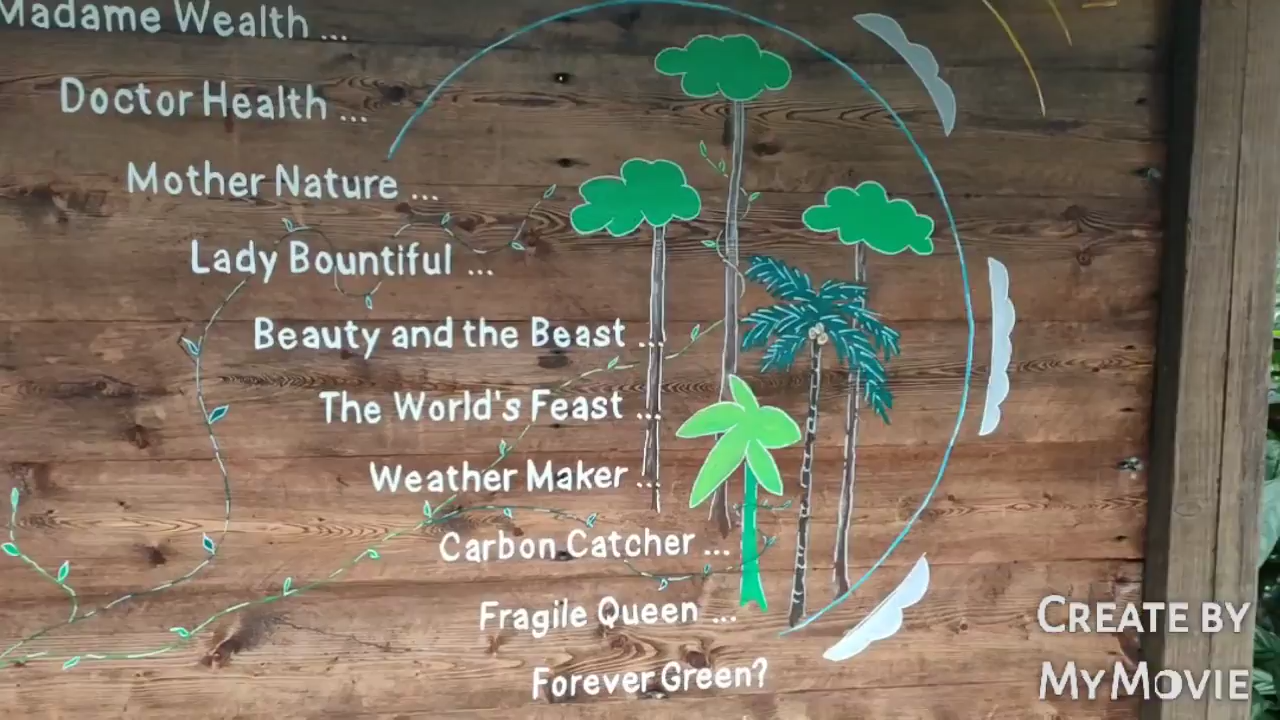 Madame Wealth ...
Doctor Health ...
Mother Nature ...
Lady Bountiful ...
Beauty and the Beast ...
The World's Feast ...
Weather Maker ...
Carbon Catcher ...
Fragile Queen ...
Forever Green?
CREATE BY
MYMOVIE